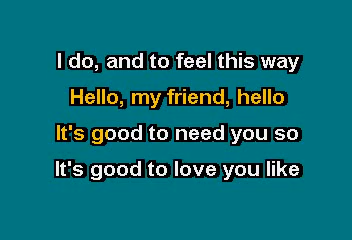 I do, and to feel this way
Hello, my friend, hello
It's good to need you so
It's good to love you like